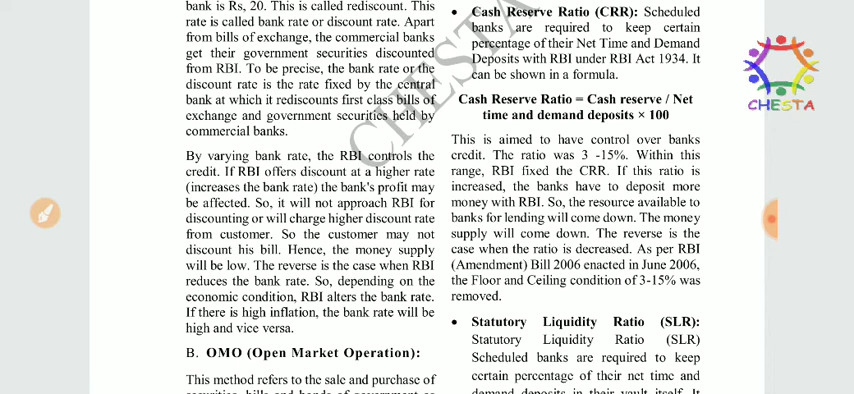 bank is Rs, 20. This is called rediscount. This
rate is called bank rate or discount rate. Apart
from bills of exchange, the commercial banks
get their government securities discounted
from RBI. To be precise, the bank rate or the
discount rate is the rate fixed by the central
bank at which it rediscounts first class bills of
exchange and government securities held by
commercial banks.
By varying bank rate, the RBI controls the
credit. If RBI offers discount at a higher rate
(increases the bank rate) the bank's profit may
be affected. So, it will not approach RBI for
discounting or will charge higher discount rate
from customer. So the customer may not
discount his bill. Hence, the money supply
will be low. The reverse is the case when RBI
reduces the bank rate. So, depending on the
economic condition, RBI alters the bank rate.
If there is high inflation, the bank rate will be
high and vice versa.
B. OMO (Open Market Operation):
This method refers to the sale and purchase of
securities, bills and bonds of government as
• Cash Reserve Ratio (CRR): Scheduled
banks are required to keep certain
percentage of their Net Time and Demand
Deposits with RBI under RBI Act 1934. It
can be shown in a formula.
Cash Reserve Ratio = Cash reserve / Net
time and demand deposits × 100
This is aimed to have control over banks
credit. The ratio was 3 -15%. Within this
range, RBI fixed the CRR. If this ratio is
increased, the banks have to deposit more
money with RBI. So, the resource available to
banks for lending will come down. The money
supply will come down. The reverse is the
case when the ratio is decreased. As per RBI
(Amendment) Bill 2006 enacted in June 2006,
the Floor and Ceiling condition of 3-15% was
removed.
• Statutory Liquidity Ratio (SLR):
Statutory Liquidity Ratio (SLR)
Scheduled banks are required to keep
certain percentage of their net time and
demand deposits in their vault itself. It
CHESTA
CHESTA